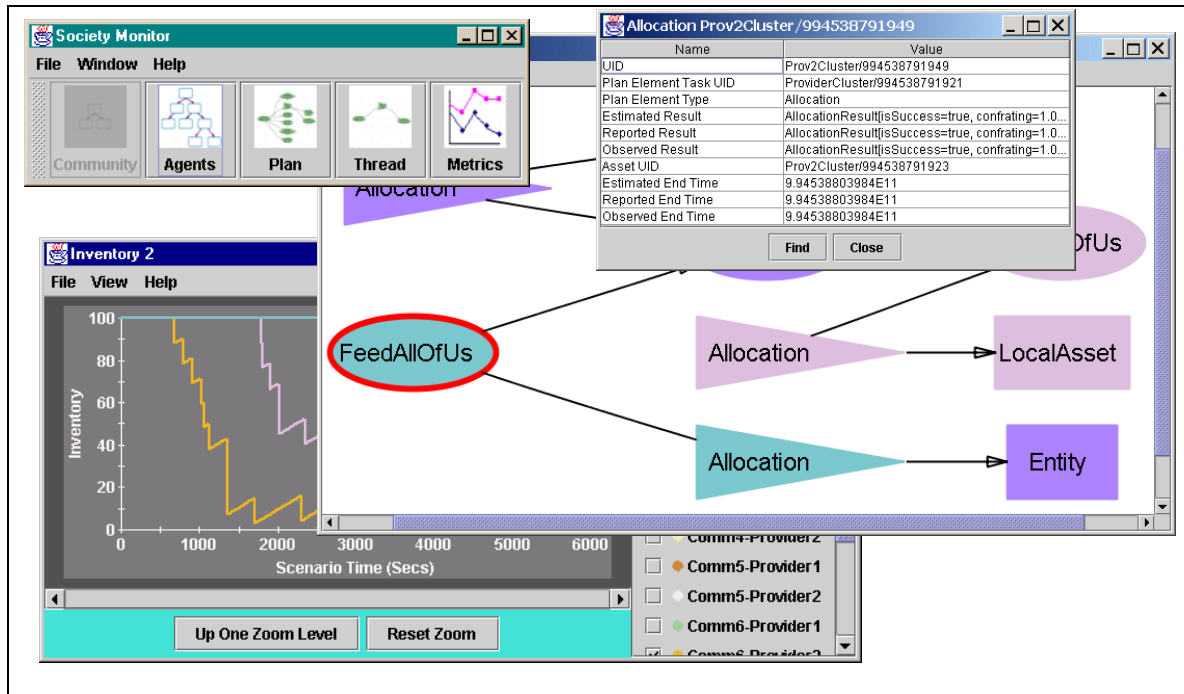 Society Monitor
File Window Help
Community Agents Plan Thread Metrics
Allocation Prov2Cluster/994538791949
Name Value
UID Prov2Cluster/994538791949
Plan Element Task UID ProviderCluster/994538791921
Plan Element Type Allocation
Estimated Result AllocationResult[isSuccess=true, confrating=1.0...
Reported Result AllocationResult[isSuccess=true, confrating=1.0...
Observed Result AllocationResult[isSuccess=true, confrating=1.0...
Asset UID Prov2Cluster/994538791923
Estimated End Time 9.94538803984E11
Reported End Time 9.94538803984E11
Observed End Time 9.94538803984E11
Find Close
Allocation
OfUs
FeedAllOfUs
Allocation
LocalAsset
Allocation
Entity
Inventory 2
File View Help
Inventory
100
80
60
40
20
0
0 1000 2000 3000 4000 5000 6000
Scenario Time (Secs)
Up One Zoom Level Reset Zoom
Comm4-Provider2
Comm5-Provider1
Comm5-Provider2
Comm6-Provider1
Comm6-Provider2